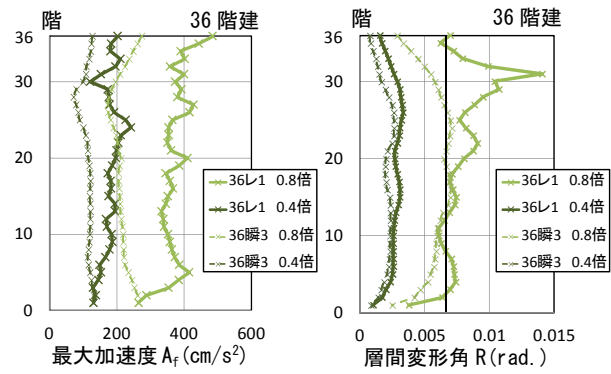 階
36 階建
36
30
20
10
0
36レ1 0.8倍
36レ1 0.4倍
36瞬3 0.8倍
36瞬3 0.4倍
0 200 400 600
最大加速度 Af(cm/s²)
階
36 階建
36
30
20
10
0
36レ1 0.8倍
36レ1 0.4倍
36瞬3 0.8倍
36瞬3 0.4倍
0 0.005 0.01 0.015
層間変形角 R(rad.)